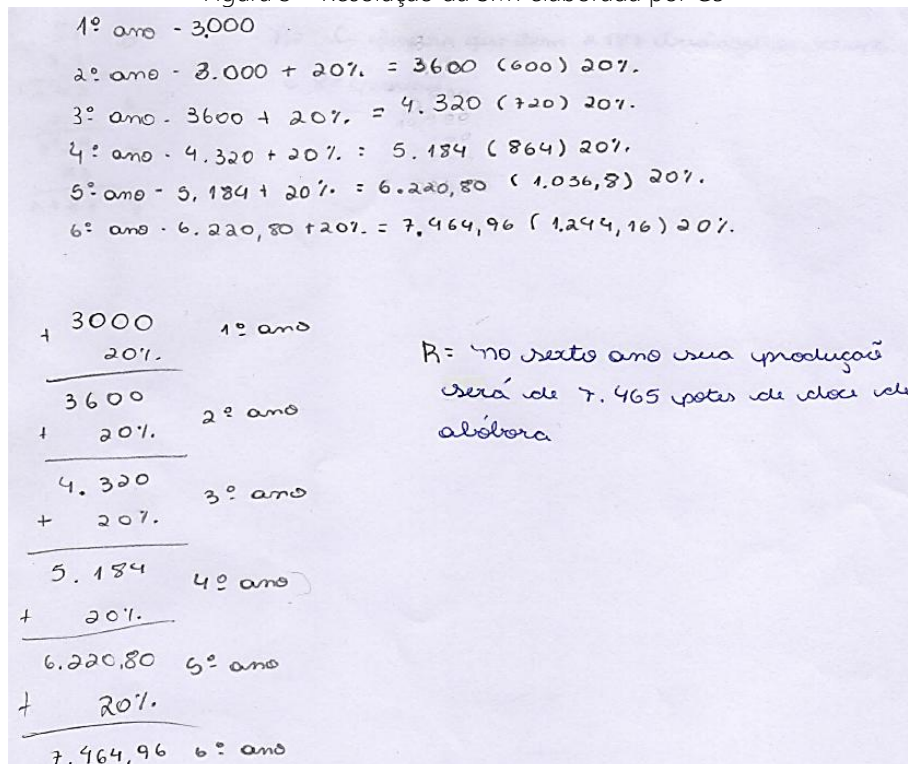 1º ano - 3.000
2º ano - 3.000 + 20% = 3600 (600) 20%.
3º ano - 3600 + 20% = 4.320 (720) 20%.
4º ano - 4.320 + 20% = 5.184 (864) 20%.
5º ano - 5.184 + 20% = 6.220,80 (1.036,8) 20%.
6º ano - 6.220,80 + 20% = 7.464,96 (1.244,16) 20%.
+ 3000 1º ano
20%
3600 2º ano
+ 20%
4.320 3º ano
+ 20%
5.184 4º ano
+ 20%
6.220,80 5º ano
+ 20%
7.464,96 6º ano
R= no sexto ano sua produção
será de 7.465 potes de doce de
abóbora